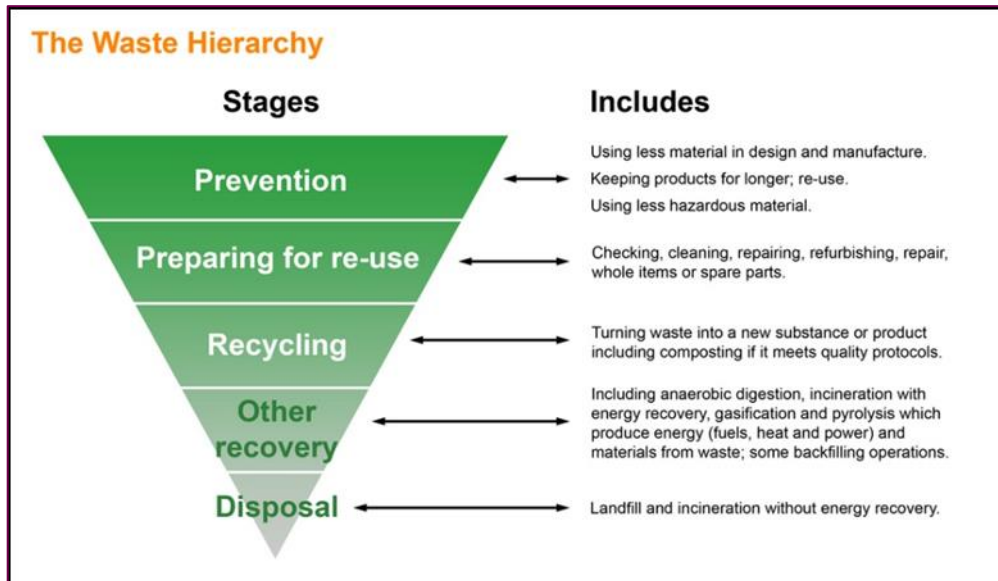 The Waste Hierarchy
Stages
Includes
Prevention
Using less material in design and manufacture.
Keeping products for longer; re-use.
Using less hazardous material.
Preparing for re-use
Checking, cleaning, repairing, refurbishing, repair,
whole items or spare parts.
Recycling
Turning waste into a new substance or product
including composting if it meets quality protocols.
Other
recovery
Including anaerobic digestion, incineration with
energy recovery, gasification and pyrolysis which
produce energy (fuels, heat and power) and
materials from waste; some backfilling operations.
Disposal
Landfill and incineration without energy recovery.